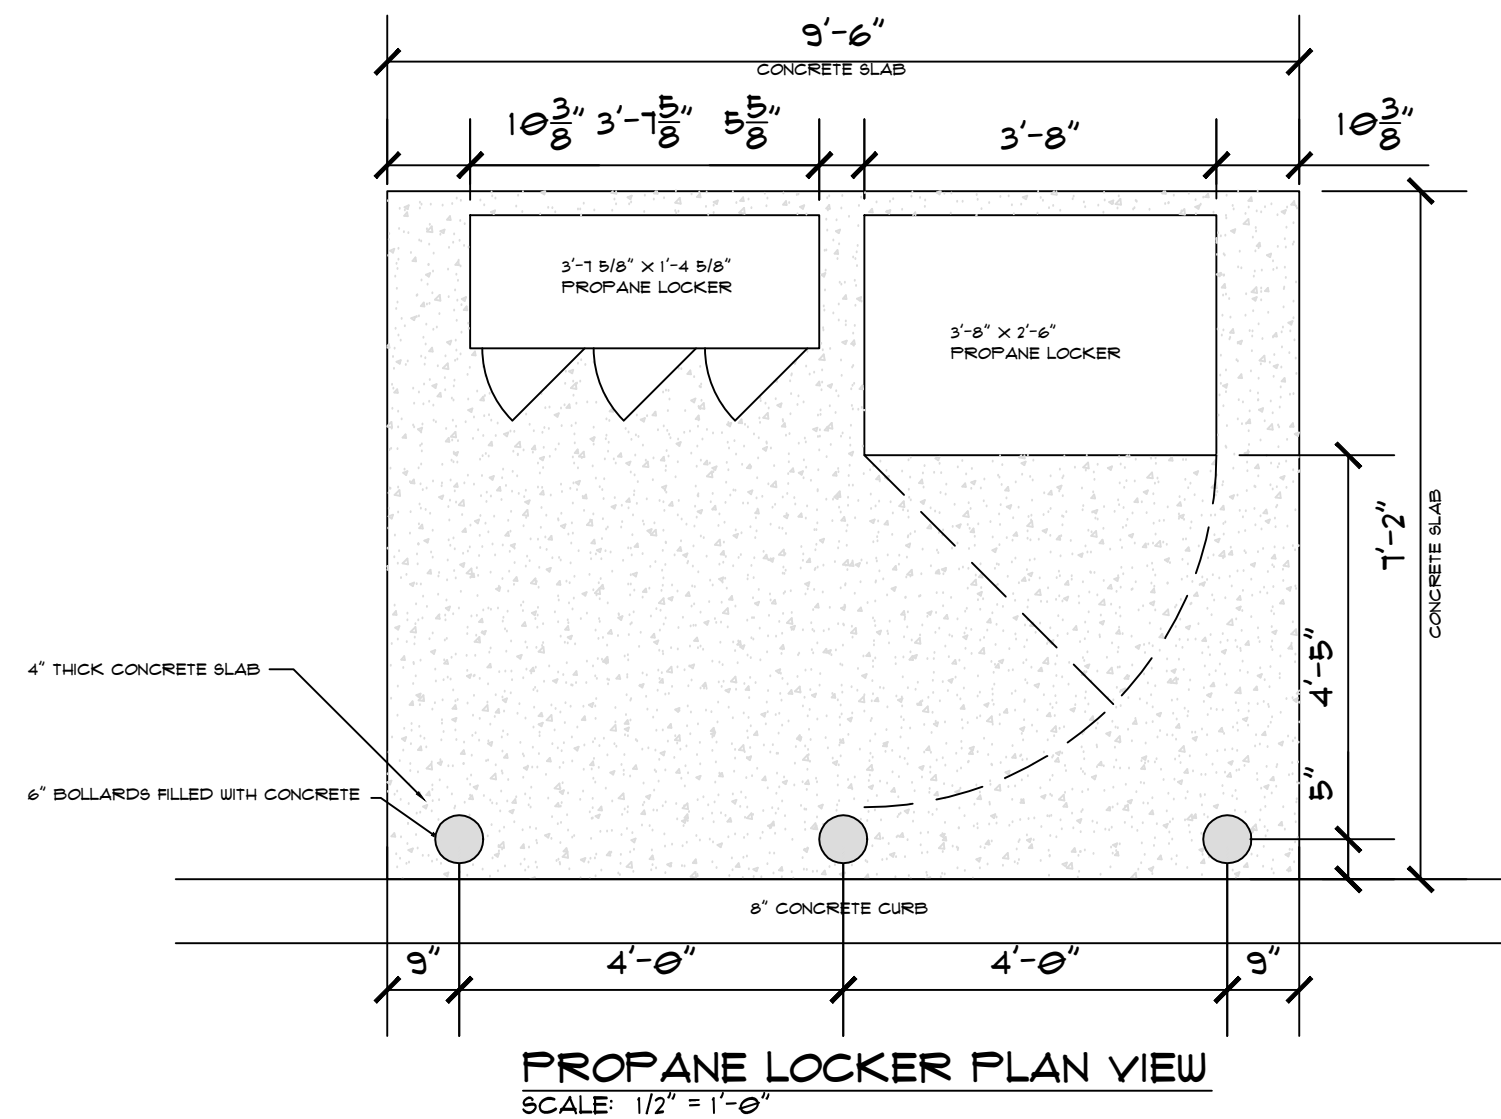 9'-6"
CONCRETE SLAB
10 3/8" 3'-7 5/8" 5 5/8" 3'-8" 10 3/8"
3'-7 5/8" X 1'-4 5/8"
PROPANE LOCKER
3'-8" X 2'-6"
PROPANE LOCKER
7'-2"
CONCRETE SLAB
4'-5"
5"
4" THICK CONCRETE SLAB
6" BOLLARDS FILLED WITH CONCRETE
8" CONCRETE CURB
9" 4'-0" 4'-0" 9"
PROPANE LOCKER PLAN VIEW
SCALE: 1/2" = 1'-0"